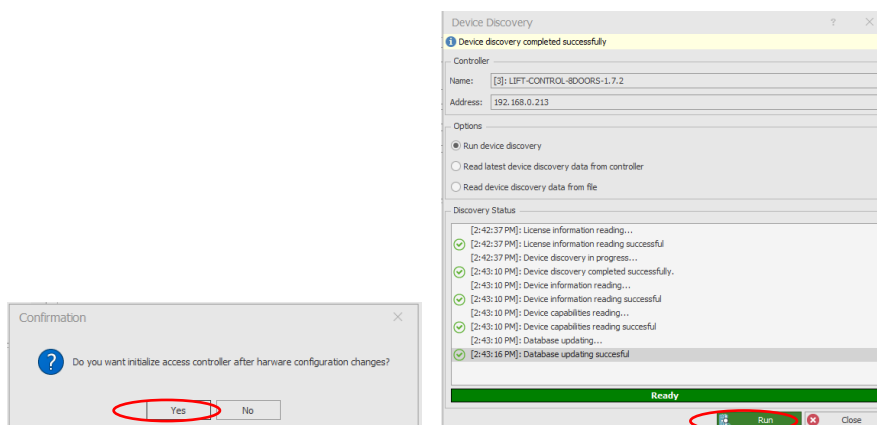 Confirmation
Do you want initialize access controller after harware configuration changes?
Yes
No
Device Discovery
Device discovery completed successfully
Controller
Name: [3]: LIFT-CONTROL-8DOORS-1.7.2
Address: 192.168.0.213
Options
Run device discovery
Read latest device discovery data from controller
Read device discovery data from file
Discovery Status
[2:42:37 PM]: License information reading...
[2:42:37 PM]: License information reading successful
[2:42:37 PM]: Device discovery in progress...
[2:43:10 PM]: Device discovery completed successfully.
[2:43:10 PM]: Device information reading...
[2:43:10 PM]: Device information reading successful
[2:43:10 PM]: Device capabilities reading...
[2:43:10 PM]: Device capabilities reading succesful
[2:43:10 PM]: Database updating...
[2:43:16 PM]: Database updating succesful
Ready
Run
Close